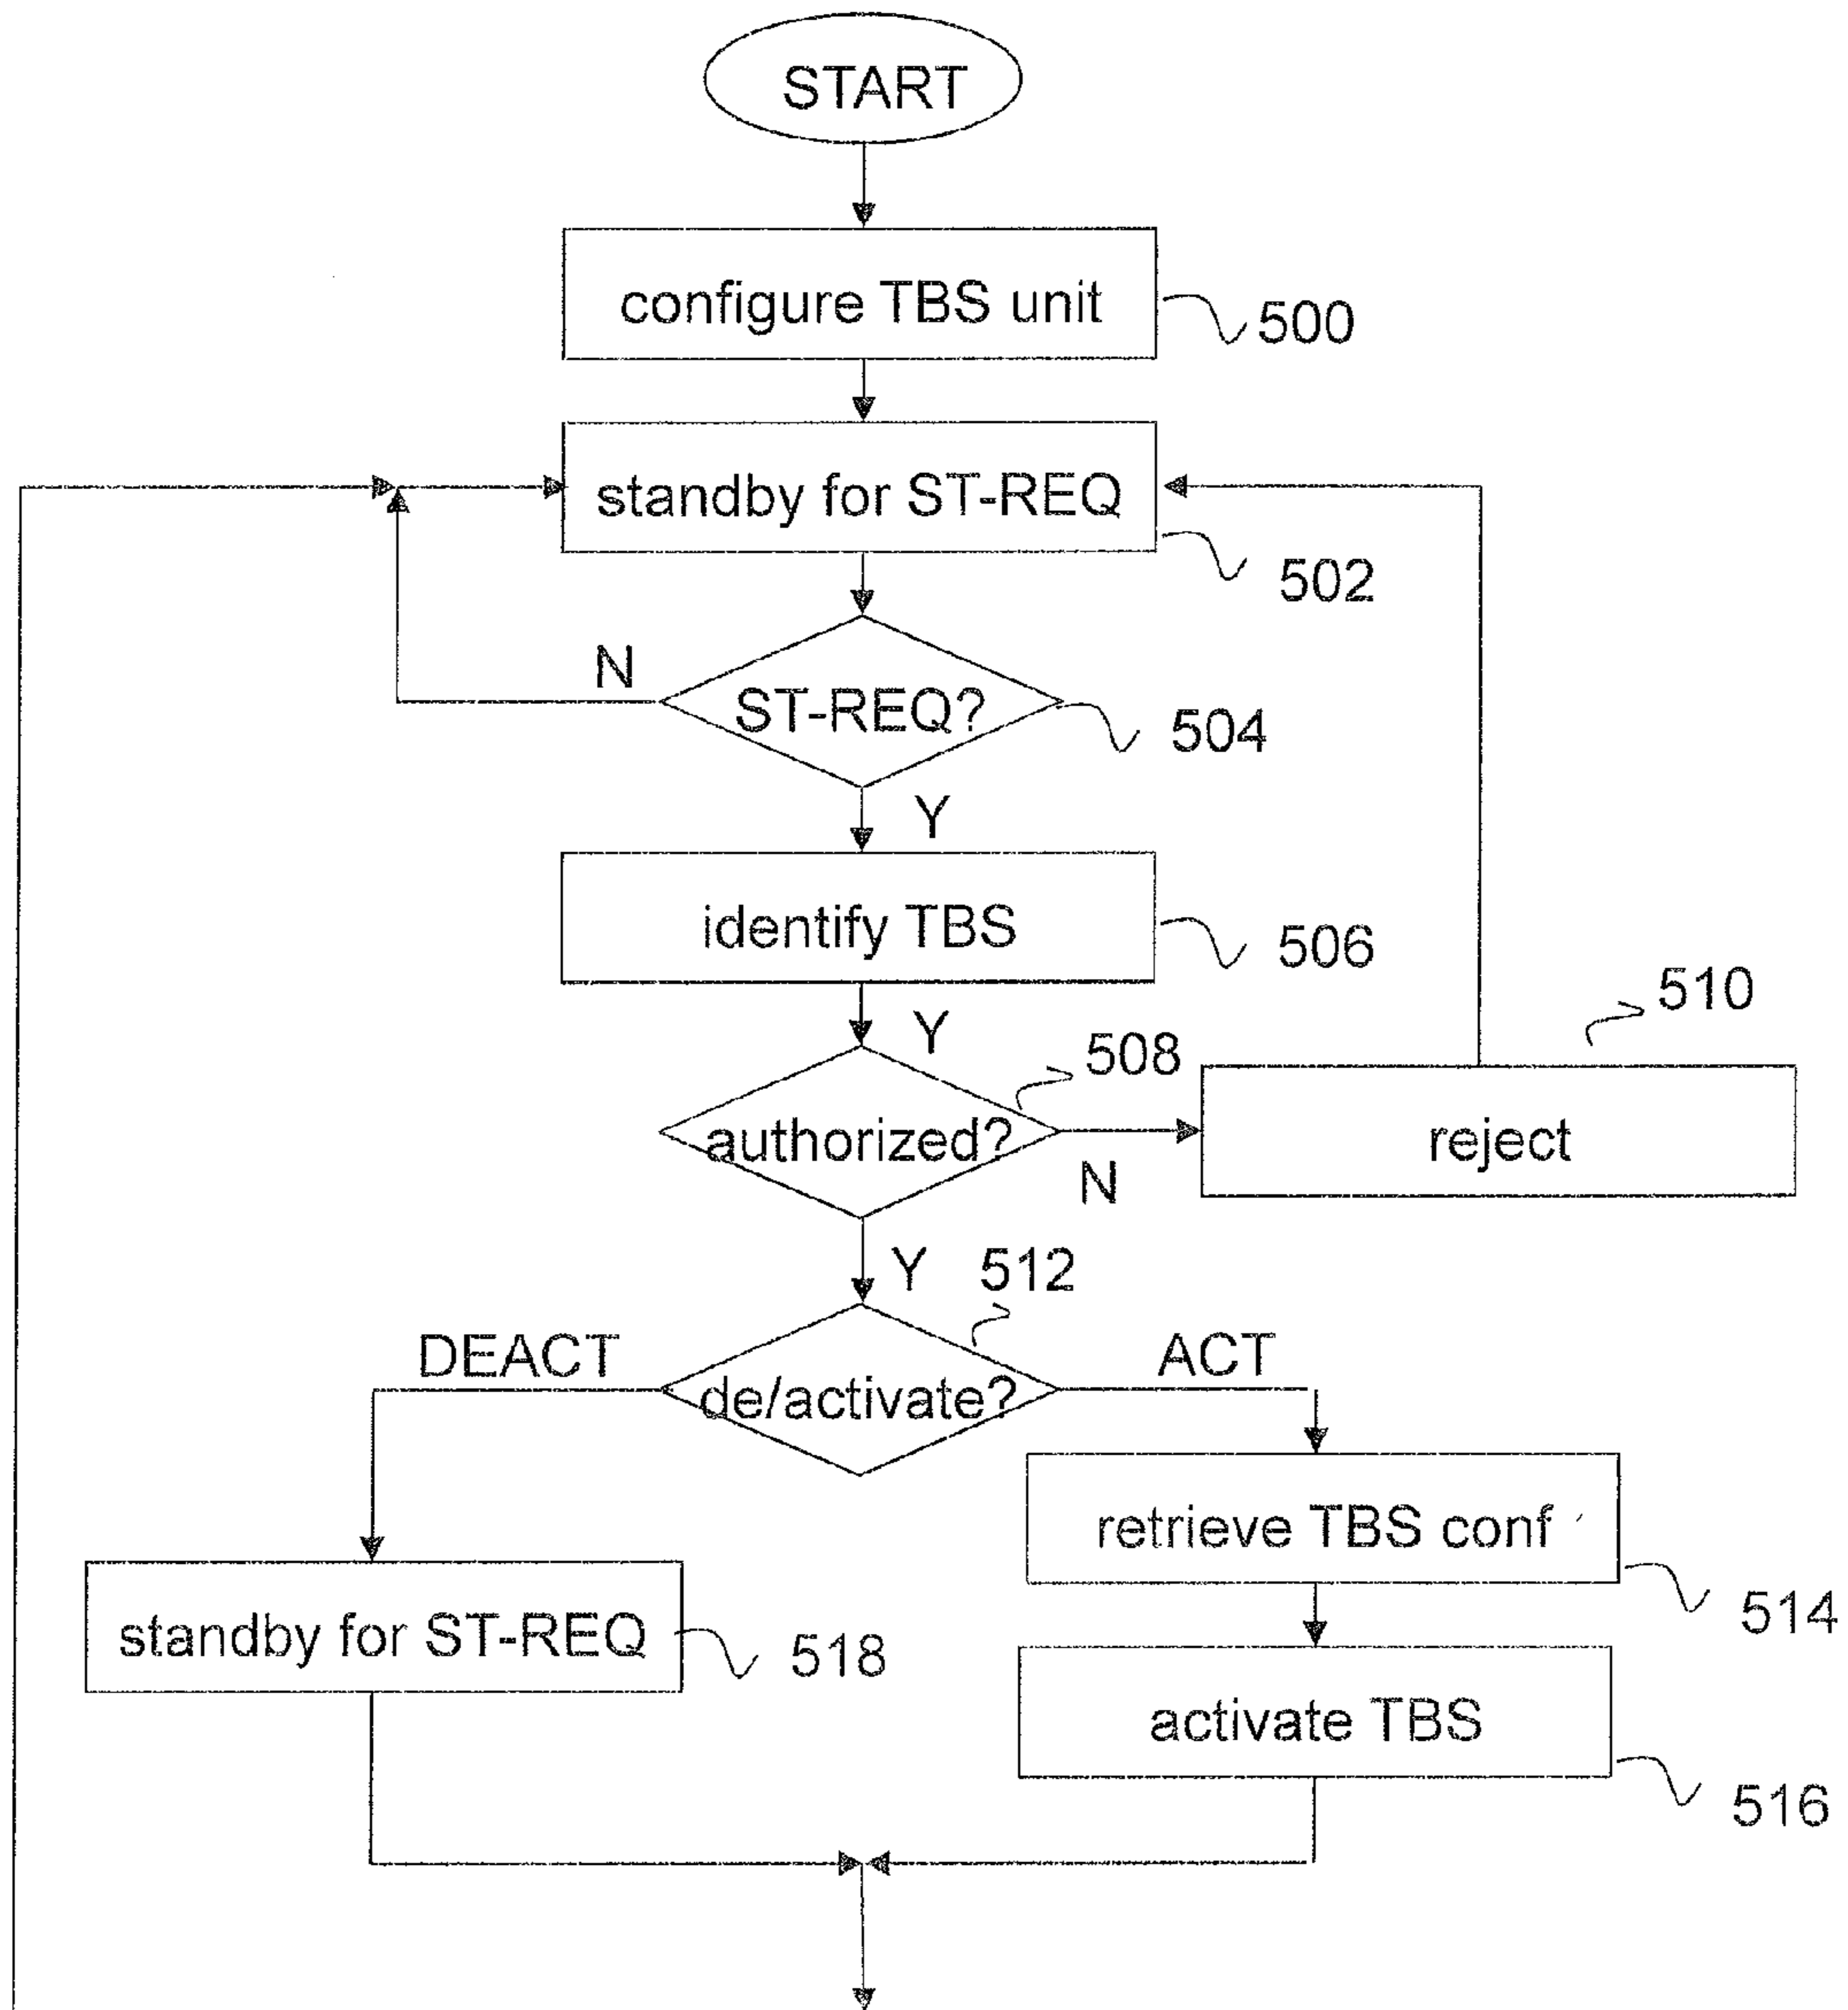 START
configure TBS unit
500
standby for ST-REQ
502
N
ST-REQ?
504
Y
identify TBS
506
510
Y
508
authorized?
N
reject
Y
512
DEACT
ACT
de/activate?
retrieve TBS conf
514
standby for ST-REQ
518
activate TBS
516